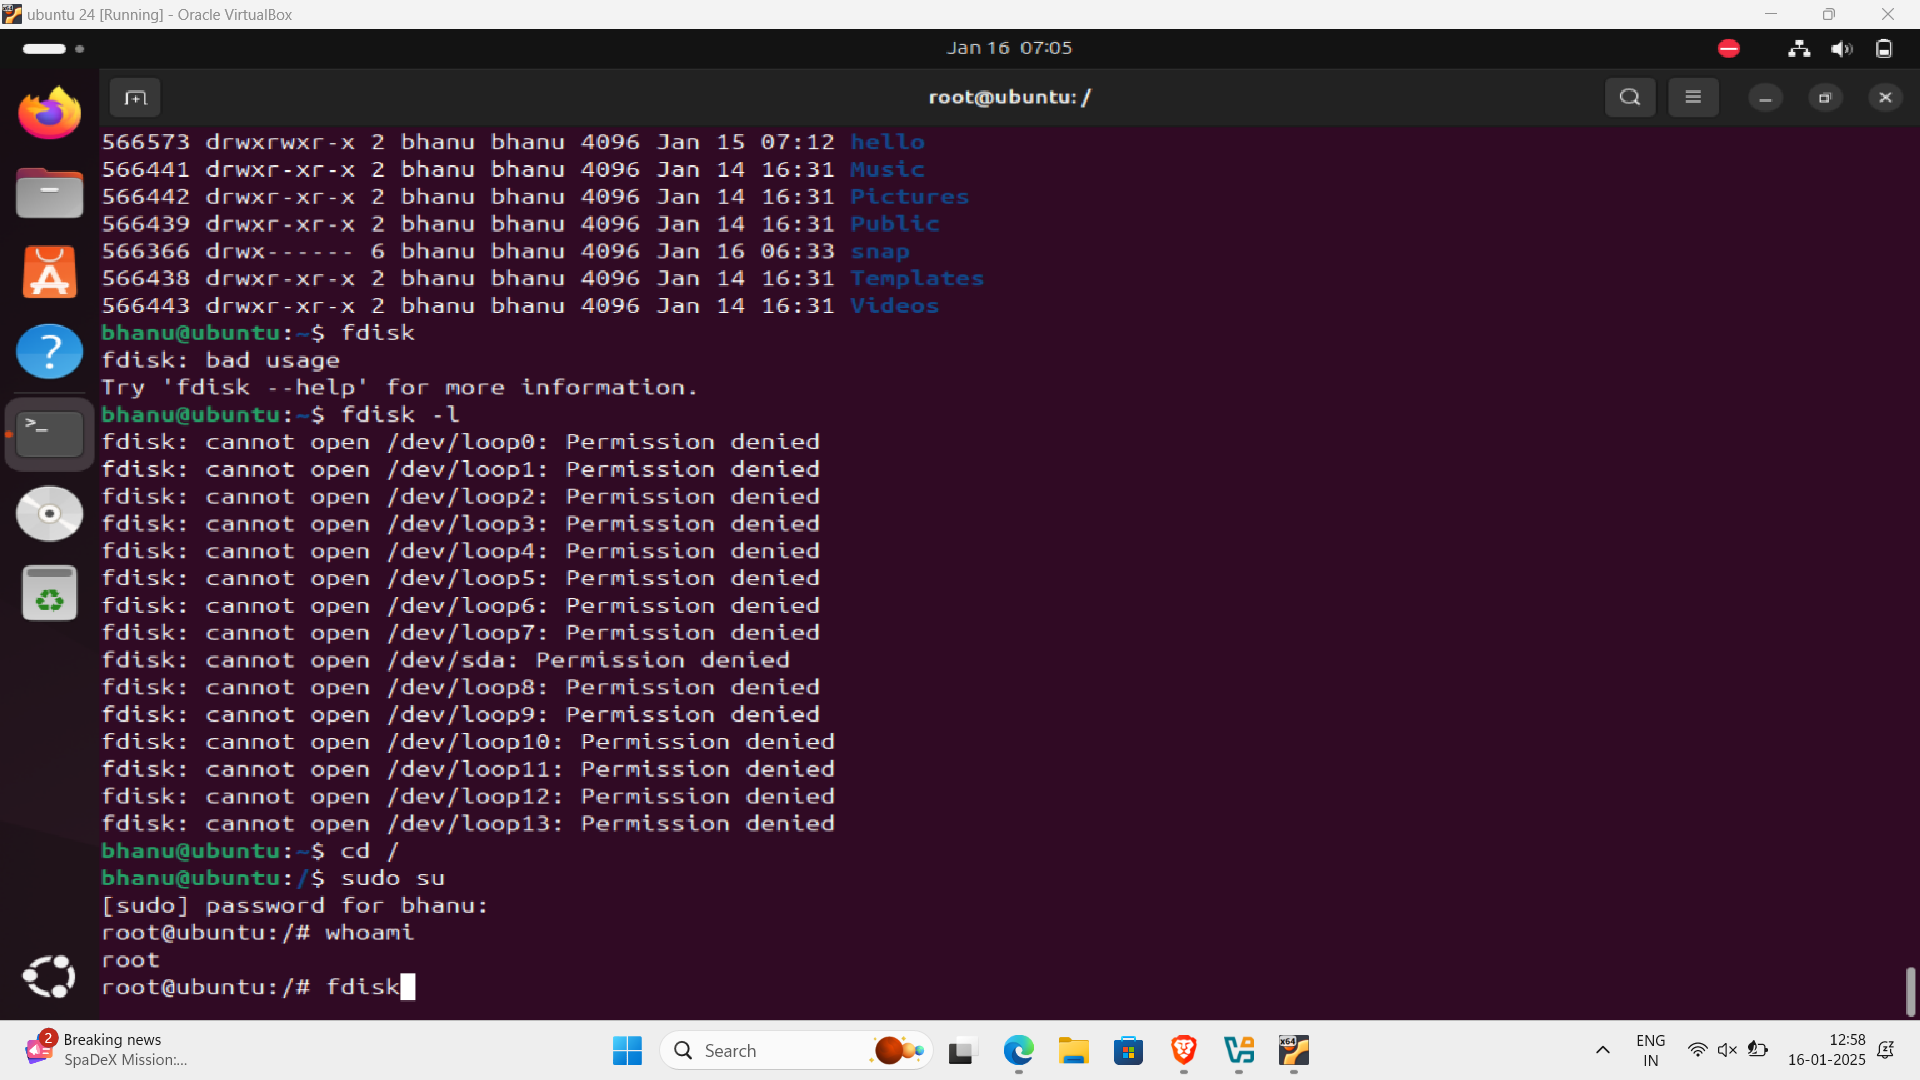 ubuntu 24 [Running] - Oracle VirtualBox
Jan 16 07:05
root@ubuntu: /
566573 drwxrwxr-x 2 bhanu bhanu 4096 Jan 15 07:12 hello
566441 drwxr-xr-x 2 bhanu bhanu 4096 Jan 14 16:31 Music
566442 drwxr-xr-x 2 bhanu bhanu 4096 Jan 14 16:31 Pictures
566439 drwxr-xr-x 2 bhanu bhanu 4096 Jan 14 16:31 Public
566366 drwx------ 6 bhanu bhanu 4096 Jan 16 06:33 snap
566438 drwxr-xr-x 2 bhanu bhanu 4096 Jan 14 16:31 Templates
566443 drwxr-xr-x 2 bhanu bhanu 4096 Jan 14 16:31 Videos
bhanu@ubuntu:~$ fdisk
fdisk: bad usage
Try 'fdisk --help' for more information.
bhanu@ubuntu:~$ fdisk -l
fdisk: cannot open /dev/loop0: Permission denied
fdisk: cannot open /dev/loop1: Permission denied
fdisk: cannot open /dev/loop2: Permission denied
fdisk: cannot open /dev/loop3: Permission denied
fdisk: cannot open /dev/loop4: Permission denied
fdisk: cannot open /dev/loop5: Permission denied
fdisk: cannot open /dev/loop6: Permission denied
fdisk: cannot open /dev/loop7: Permission denied
fdisk: cannot open /dev/sda: Permission denied
fdisk: cannot open /dev/loop8: Permission denied
fdisk: cannot open /dev/loop9: Permission denied
fdisk: cannot open /dev/loop10: Permission denied
fdisk: cannot open /dev/loop11: Permission denied
fdisk: cannot open /dev/loop12: Permission denied
fdisk: cannot open /dev/loop13: Permission denied
bhanu@ubuntu:~$ cd /
bhanu@ubuntu:/$ sudo su
[sudo] password for bhanu:
root@ubuntu:/# whoami
root
root@ubuntu:/# fdisk
2
Breaking news
SpaDeX Mission:...
Search
x64
ENG
IN
12:58
16-01-2025